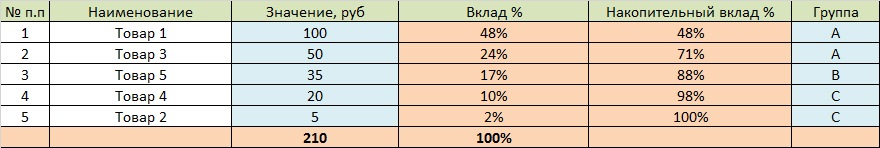 № п.п Наименование Значение, руб Вклад % Накопительный вклад % Группа
1 Товар 1 100 48% 48% A
2 Товар 3 50 24% 71% A
3 Товар 5 35 17% 88% B
4 Товар 4 20 10% 98% C
5 Товар 2 5 2% 100% C
210 100%